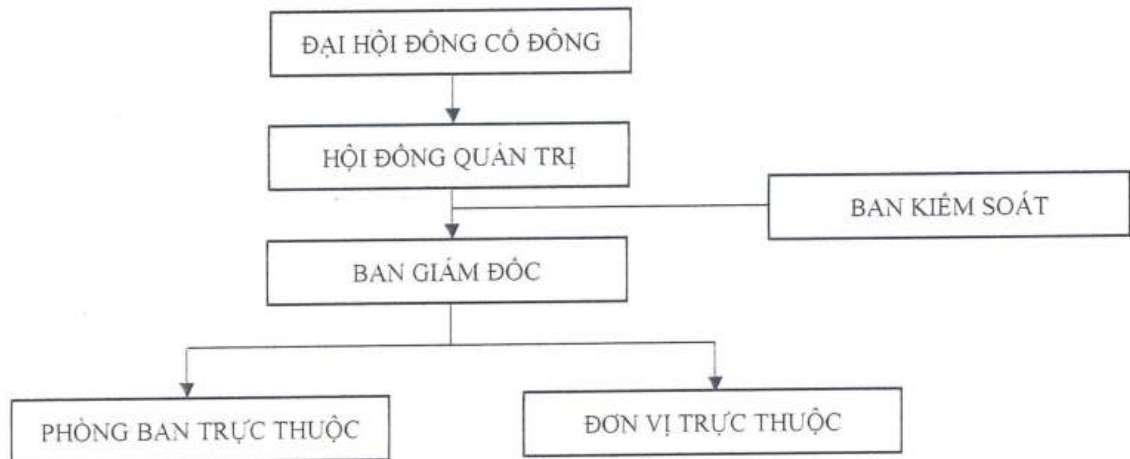 ĐẠI HỘI ĐỒNG CỔ ĐÔNG
HỘI ĐỒNG QUẢN TRỊ
BAN KIỂM SOÁT
BAN GIÁM ĐỐC
PHÒNG BAN TRỰC THUỘC
ĐƠN VỊ TRỰC THUỘC